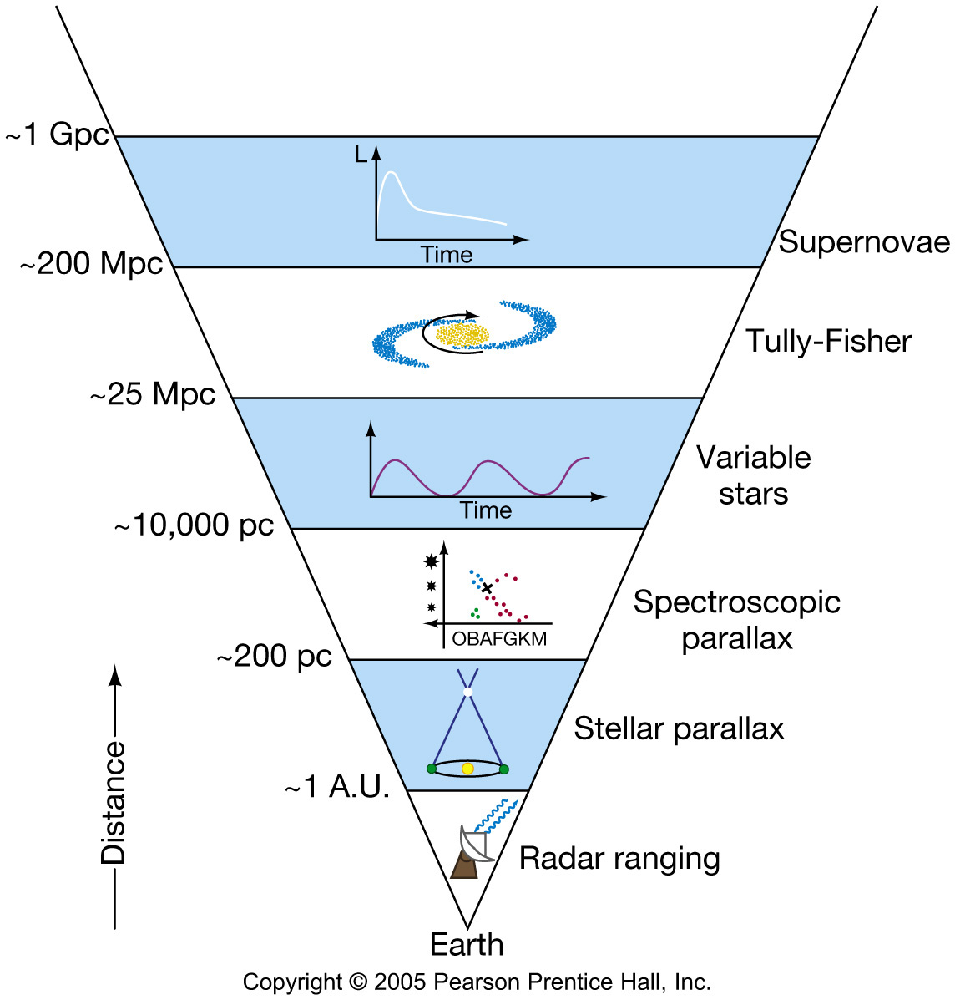 ~1 Gpc
L
Time
Supernovae
~200 Mpc
Tully-Fisher
~25 Mpc
Variable
stars
Time
~10,000 pc
Spectroscopic
parallax
OBAFGKM
~200 pc
Stellar parallax
~1 A.U.
Distance
Radar ranging
Earth
Copyright © 2005 Pearson Prentice Hall, Inc.